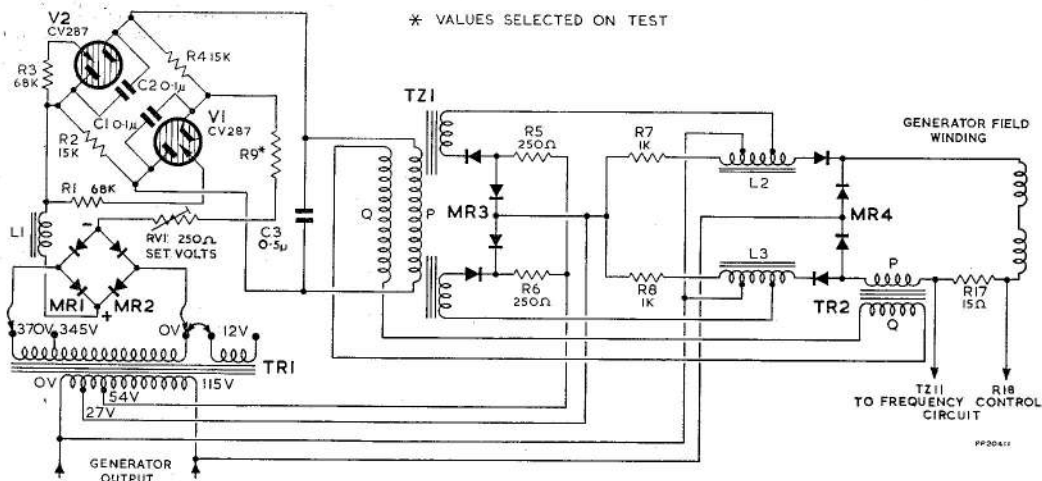 * VALUES SELECTED ON TEST
V2
CV287
R3
68K
R4 15K
C2 0·1μ
C1 0·1μ
V1
CV287
R2
15K
R9*
R1 68K
L1
RV1 250Ω
SET VOLTS
C3
0·5μ
-
MR1
MR2
+
370V
345V
0V
12V
TR1
0V
115V
54V
27V
GENERATOR
OUTPUT
TZ1
Q
P
R5
250Ω
MR3
R6
250Ω
R7
1K
R8
1K
L2
L3
MR4
GENERATOR FIELD
WINDING
P
TR2
Q
R17
15Ω
TZ11
R18
TO FREQUENCY CONTROL
CIRCUIT